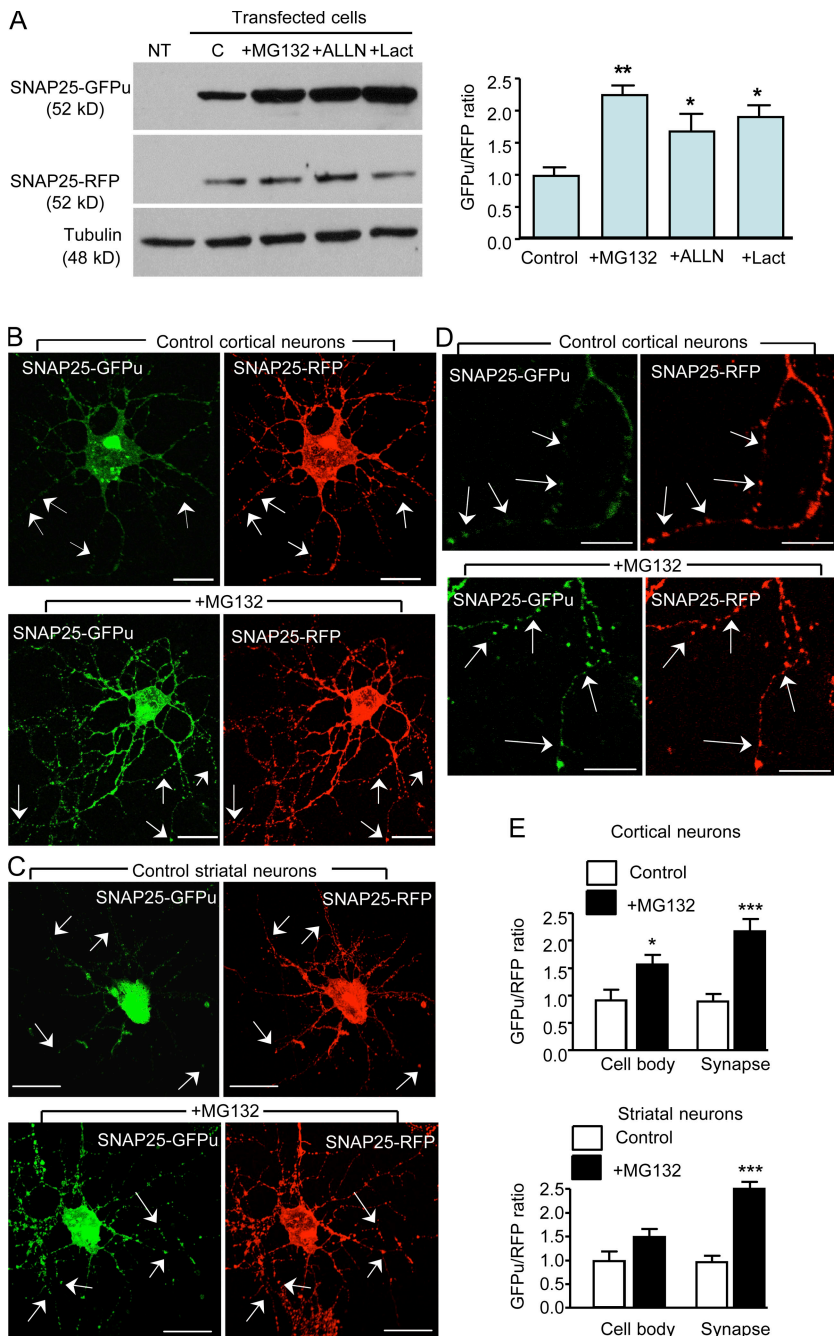 A
Transfected cells
NT C +MG132 +ALLN +Lact
SNAP25-GFPu
(52 kD)
SNAP25-RFP
(52 kD)
Tubulin
(48 kD)
GFPu/RFP ratio
2.5
2.0
1.5
1.0
0.5
0.0
**
*
*
Control +MG132 +ALLN +Lact
B
Control cortical neurons
SNAP25-GFPu SNAP25-RFP
+MG132
SNAP25-GFPu SNAP25-RFP
C
Control striatal neurons
SNAP25-GFPu SNAP25-RFP
+MG132
SNAP25-GFPu SNAP25-RFP
D
Control cortical neurons
SNAP25-GFPu SNAP25-RFP
+MG132
SNAP25-GFPu SNAP25-RFP
E
Cortical neurons
Control
+MG132
GFPu/RFP ratio
2.5
2.0
1.5
1.0
0.5
0.0
*
***
Cell body Synapse
Striatal neurons
Control
+MG132
GFPu/RFP ratio
2.5
2.0
1.5
1.0
0.5
0.0
***
Cell body Synapse